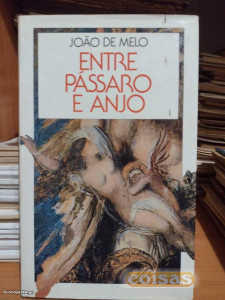 JOÃO DE MELO
ENTRE
PÁSSARO
E ANJO
coisas